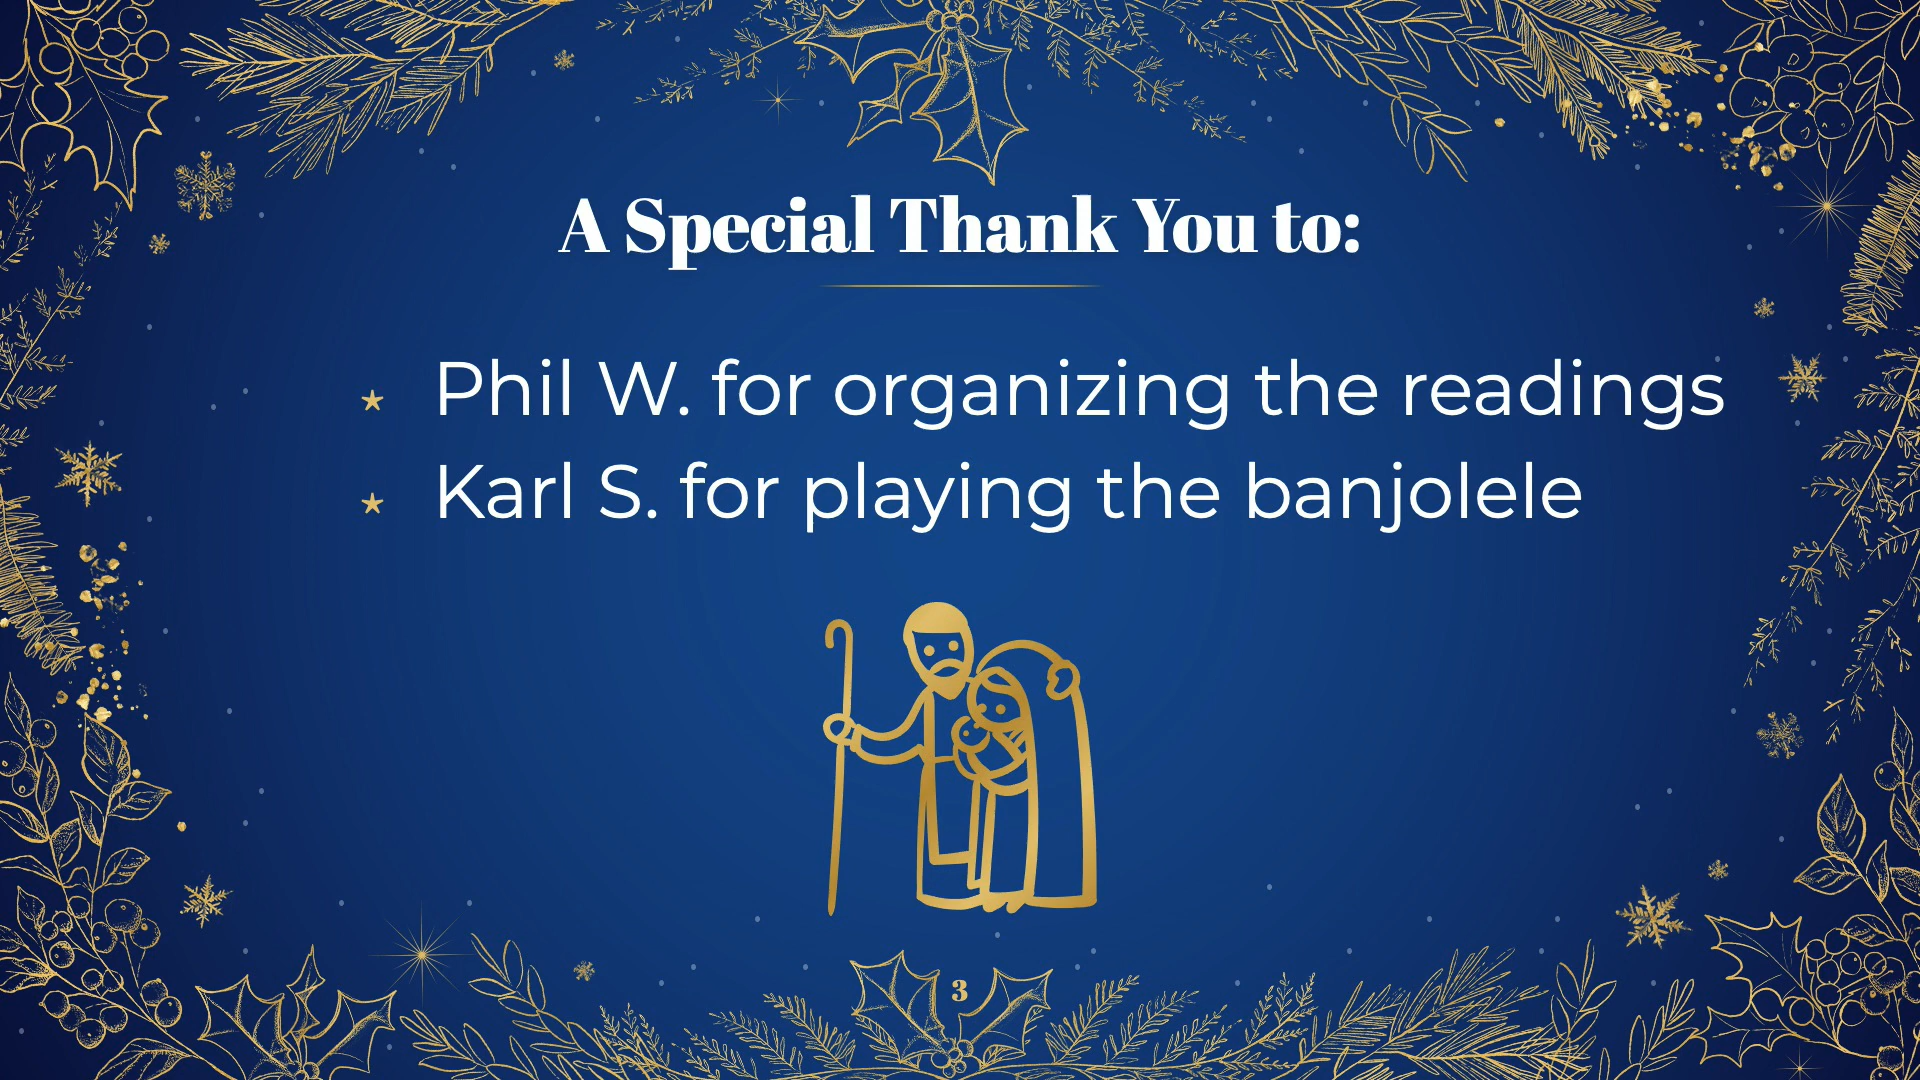 A Special Thank You to:
Phil W. for organizing the readings
Karl S. for playing the banjolele
3